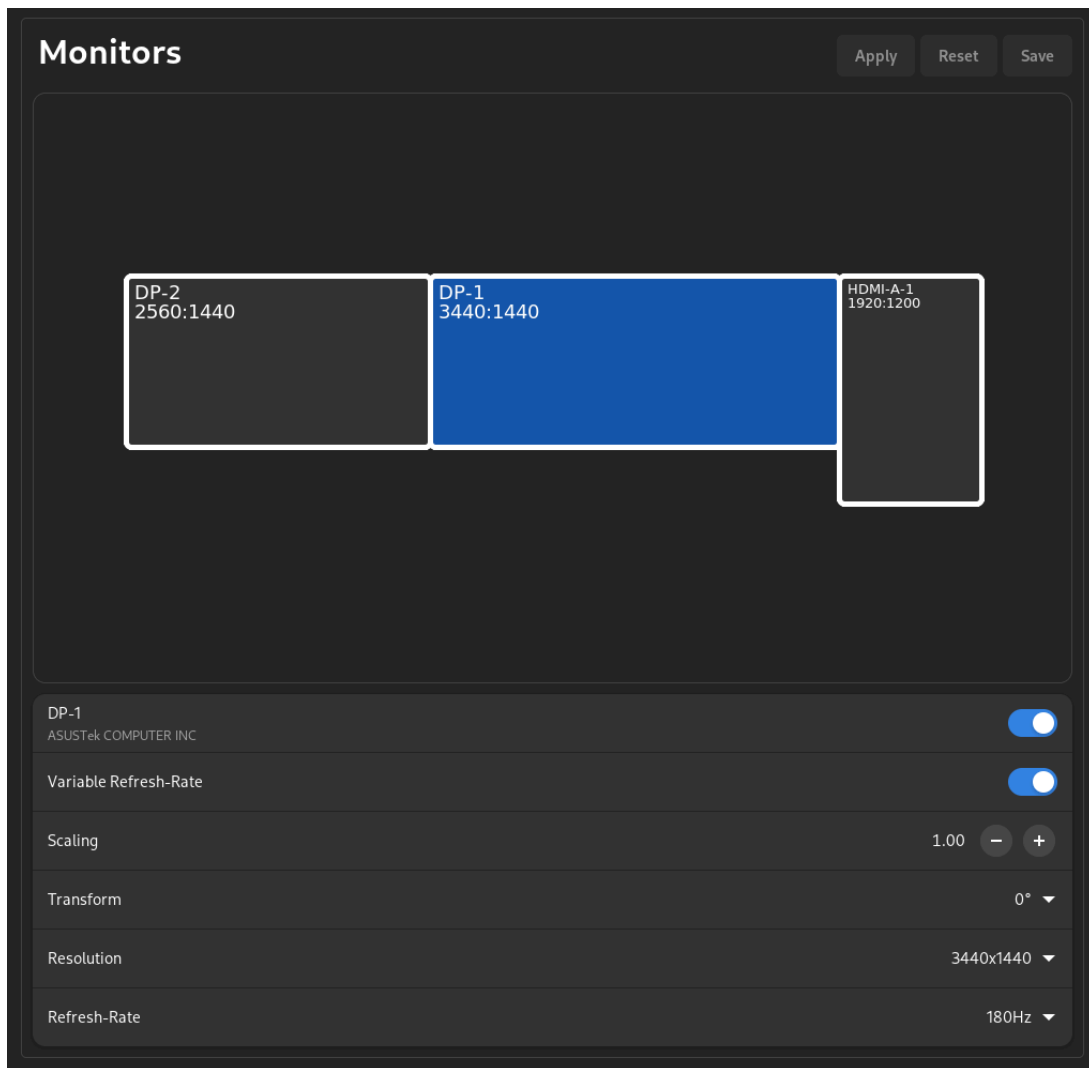 Monitors
Apply
Reset
Save
DP-2
2560:1440
DP-1
3440:1440
HDMI-A-1
1920:1200
DP-1
ASUSTek COMPUTER INC
Variable Refresh-Rate
Scaling
1.00 − +
Transform
0°
Resolution
3440x1440
Refresh-Rate
180Hz